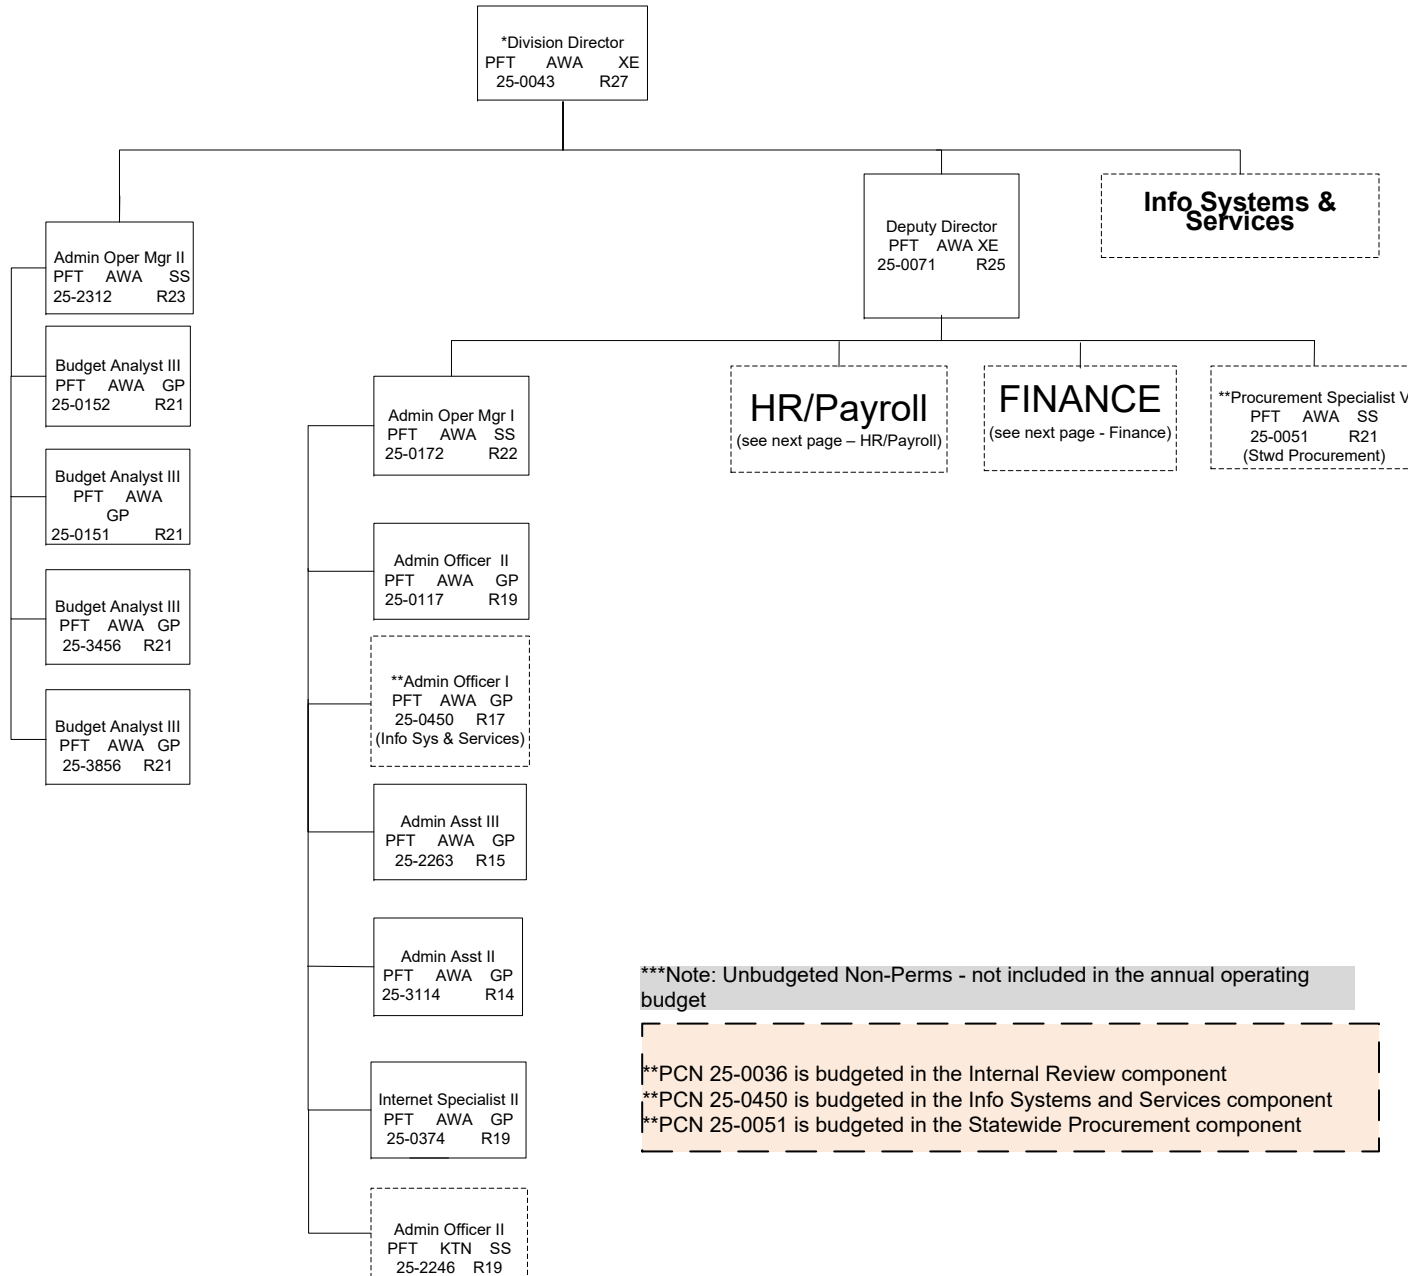 *Division Director
PFT AWA XE
25-0043 R27
Info Systems &
Services
Deputy Director
PFT AWA XE
25-0071 R25
Admin Oper Mgr II
PFT AWA SS
25-2312 R23
Budget Analyst III
PFT AWA GP
25-0152 R21
Budget Analyst III
PFT AWA
GP
25-0151 R21
Budget Analyst III
PFT AWA GP
25-3456 R21
Budget Analyst III
PFT AWA GP
25-3856 R21
Admin Oper Mgr I
PFT AWA SS
25-0172 R22
HR/Payroll
(see next page – HR/Payroll)
FINANCE
(see next page - Finance)
**Procurement Specialist V
PFT AWA SS
25-0051 R21
(Stwd Procurement)
Admin Officer II
PFT AWA GP
25-0117 R19
**Admin Officer I
PFT AWA GP
25-0450 R17
(Info Sys & Services)
Admin Asst III
PFT AWA GP
25-2263 R15
Admin Asst II
PFT AWA GP
25-3114 R14
Internet Specialist II
PFT AWA GP
25-0374 R19
Admin Officer II
PFT KTN SS
25-2246 R19
***Note: Unbudgeted Non-Perms - not included in the annual operating
budget
**PCN 25-0036 is budgeted in the Internal Review component
**PCN 25-0450 is budgeted in the Info Systems and Services component
**PCN 25-0051 is budgeted in the Statewide Procurement component